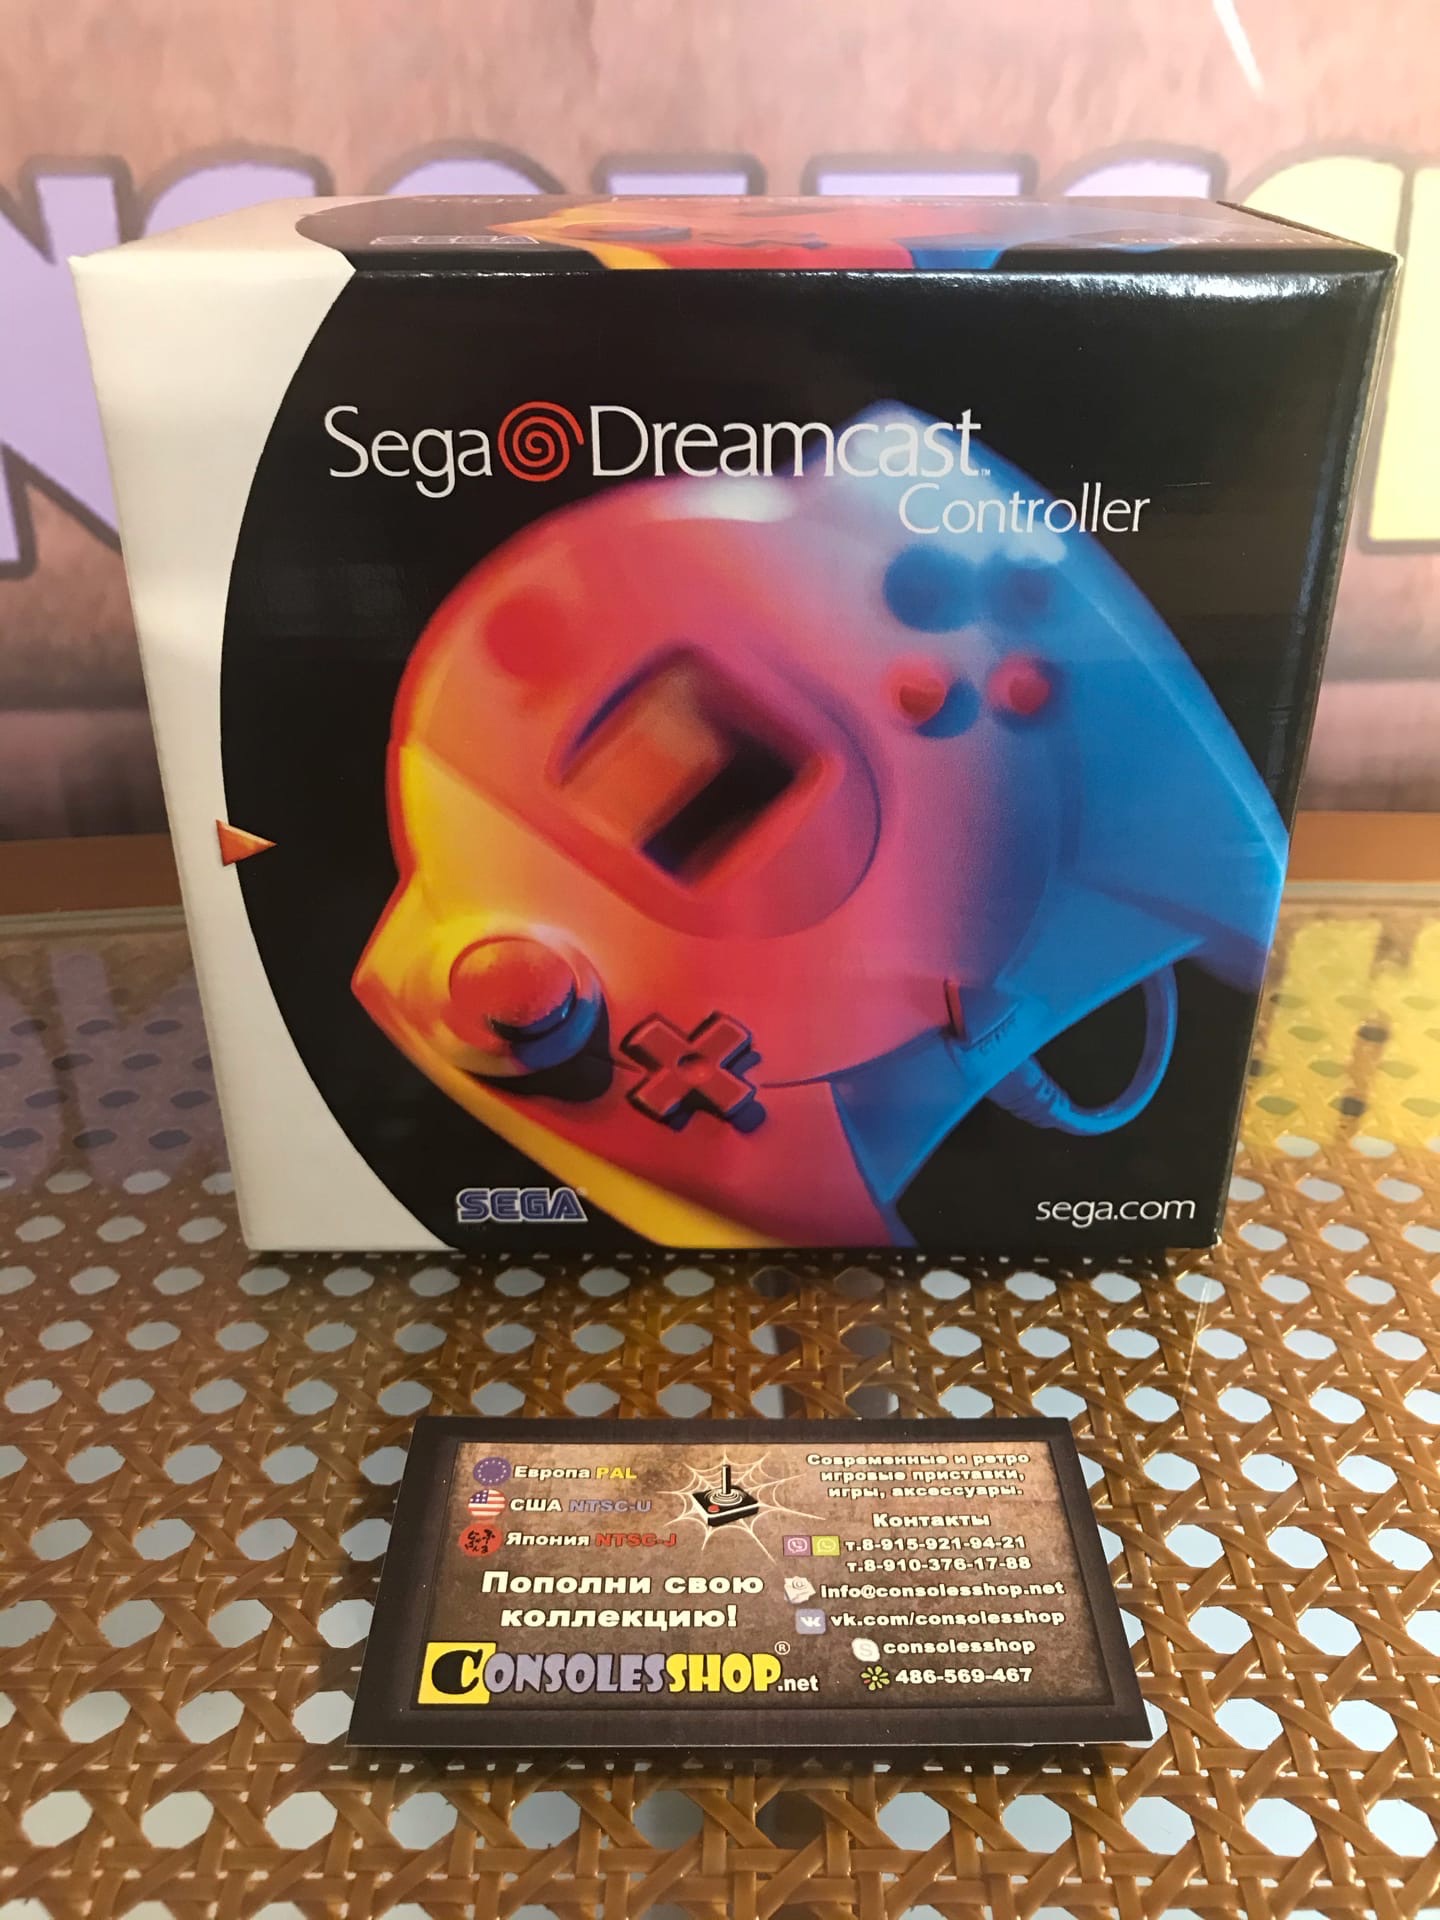 Sega Dreamcast™
Controller
SEGA®
sega.com
Европа PAL
США NTSC-U
Япония NTSC-J
Пополни свою
коллекцию!
CONSOLESSHOP.net®
Современные и ретро
игровые приставки,
игры, аксессуары.
Контакты
т.8-915-921-94-21
т.8-910-376-17-88
info@consolesshop.net
vk.com/consolesshop
consolesshop
486-569-467